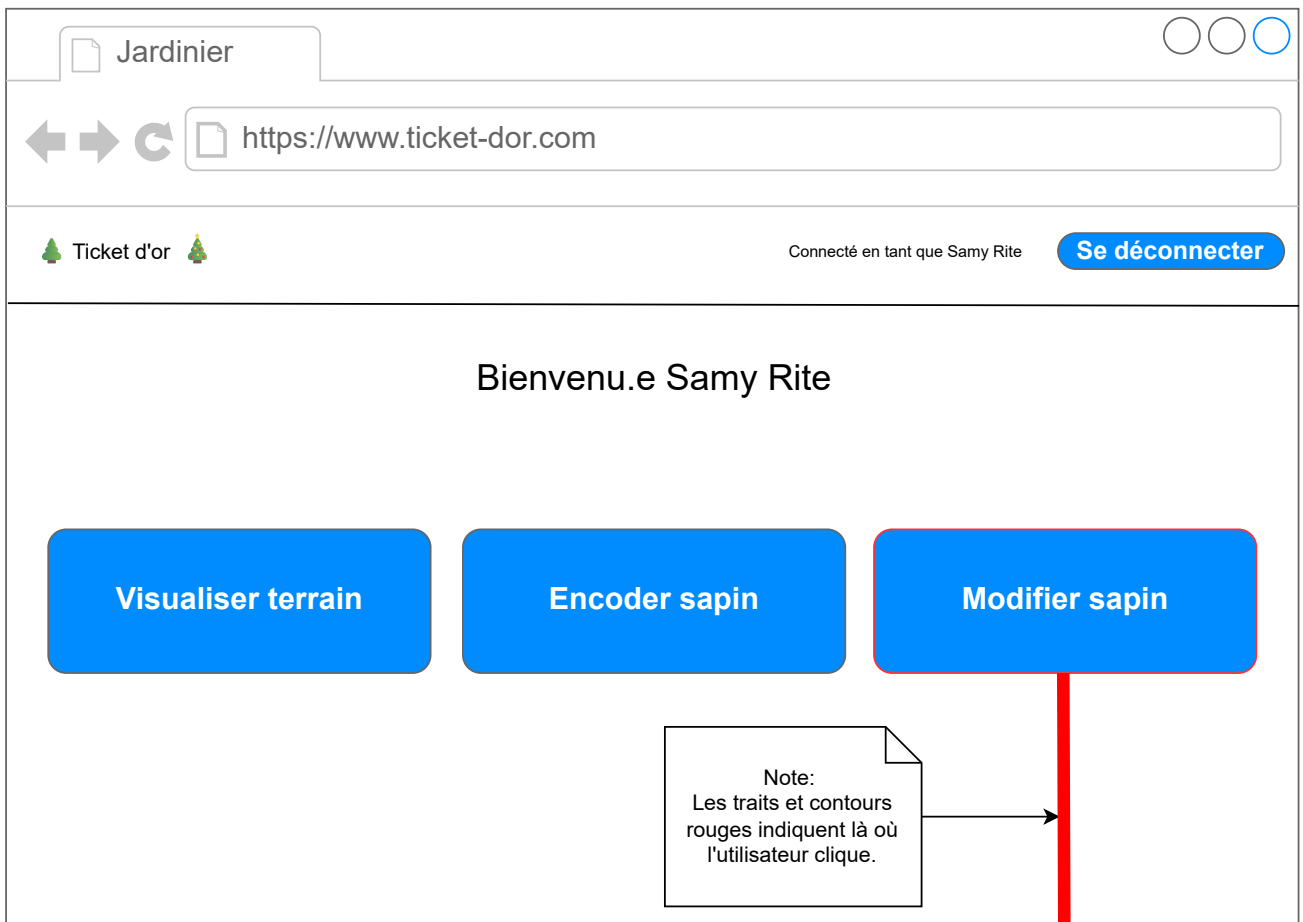 Jardinier
https://www.ticket-dor.com
Ticket d'or
Connecté en tant que Samy Rite
Se déconnecter
Bienvenu.e Samy Rite
Visualiser terrain
Encoder sapin
Modifier sapin
Note:
Les traits et contours
rouges indiquent là où
l'utilisateur clique.